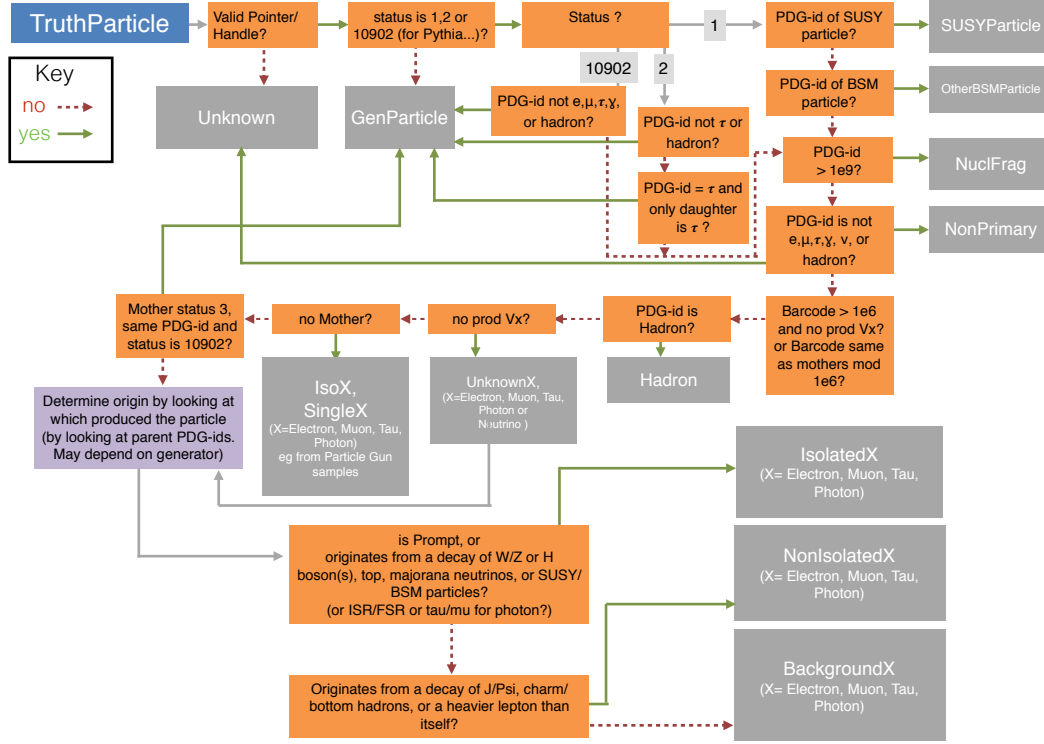 TruthParticle
Valid Pointer/
Handle?
status is 1,2 or
10902 (for Pythia...)?
Status ?
1
PDG-id of SUSY
particle?
SUSYParticle
Key
no
yes
10902
2
Unknown
GenParticle
PDG-id not e,μ,τ,ɣ,
or hadron?
PDG-id not τ or
hadron?
PDG-id of BSM
particle?
OtherBSMParticle
PDG-id
> 1e9?
NuclFrag
PDG-id = τ and
only daughter
is τ ?
PDG-id is not
e,μ,τ,ɣ, ν, or
hadron?
NonPrimary
Mother status 3,
same PDG-id and
status is 10902?
no Mother?
no prod Vx?
PDG-id is
Hadron?
Barcode > 1e6
and no prod Vx?
or Barcode same
as mothers mod
1e6?
Determine origin by looking at
which produced the particle
(by looking at parent PDG-ids.
May depend on generator)
IsoX,
SingleX
(X=Electron, Muon, Tau,
Photon)
eg from Particle Gun
samples
UnknownX,
(X=Electron, Muon, Tau,
Photon or
Neutrino )
Hadron
IsolatedX
(X= Electron, Muon, Tau,
Photon)
is Prompt, or
originates from a decay of W/Z or H
boson(s), top, majorana neutrinos, or SUSY/
BSM particles?
(or ISR/FSR or tau/mu for photon?)
NonIsolatedX
(X= Electron, Muon, Tau,
Photon)
Originates from a decay of J/Psi, charm/
bottom hadrons, or a heavier lepton than
itself?
BackgroundX
(X= Electron, Muon, Tau,
Photon)